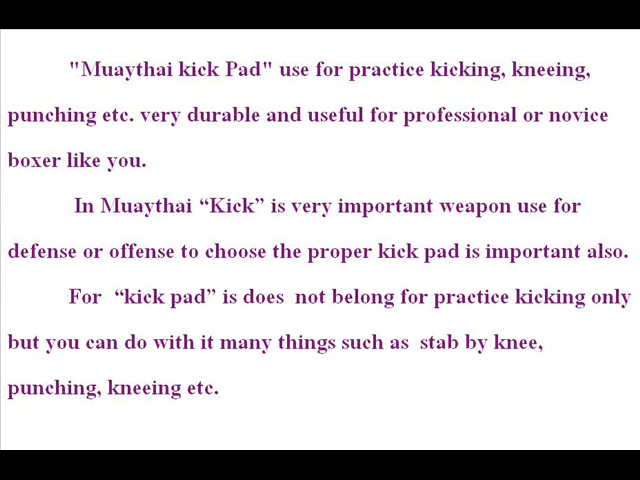 "Muaythai kick Pad" use for practice kicking, kneeing,
punching etc. very durable and useful for professional or novice
boxer like you.
In Muaythai “Kick” is very important weapon use for
defense or offense to choose the proper kick pad is important also.
For “kick pad” is does not belong for practice kicking only
but you can do with it many things such as stab by knee,
punching, kneeing etc.